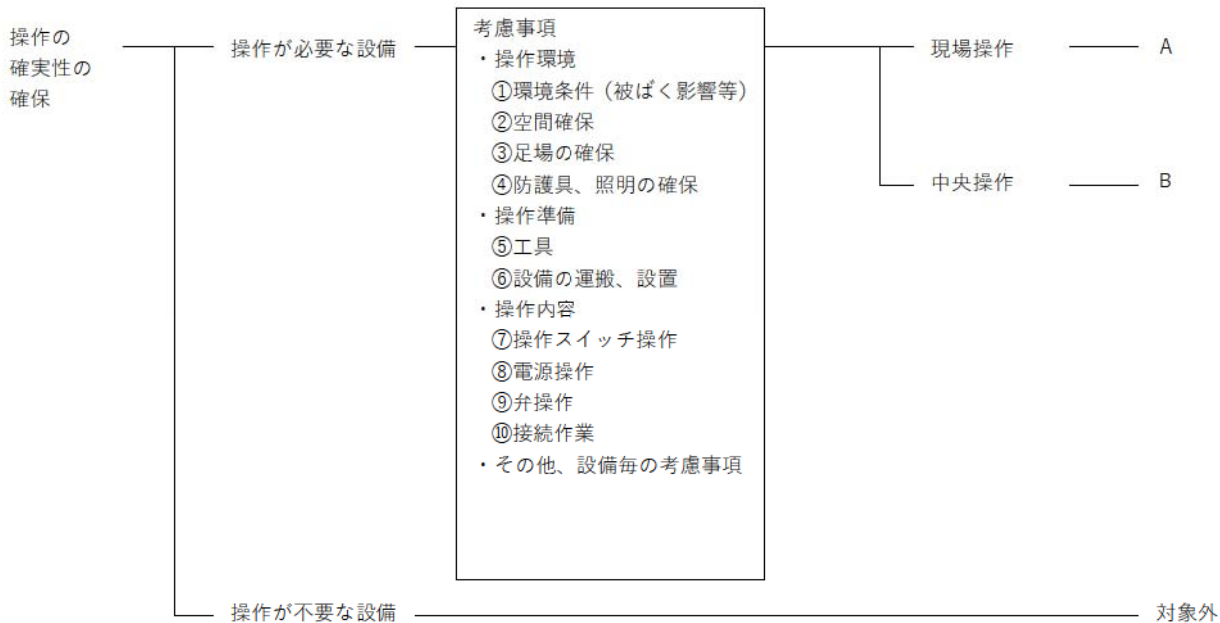 操作の
確実性の
確保
操作が必要な設備
考慮事項
・操作環境
①環境条件（被ばく影響等）
②空間確保
③足場の確保
④防護具、照明の確保
・操作準備
⑤工具
⑥設備の運搬、設置
・操作内容
⑦操作スイッチ操作
⑧電源操作
⑨弁操作
⑩接続作業
・その他、設備毎の考慮事項
現場操作
A
中央操作
B
操作が不要な設備
対象外